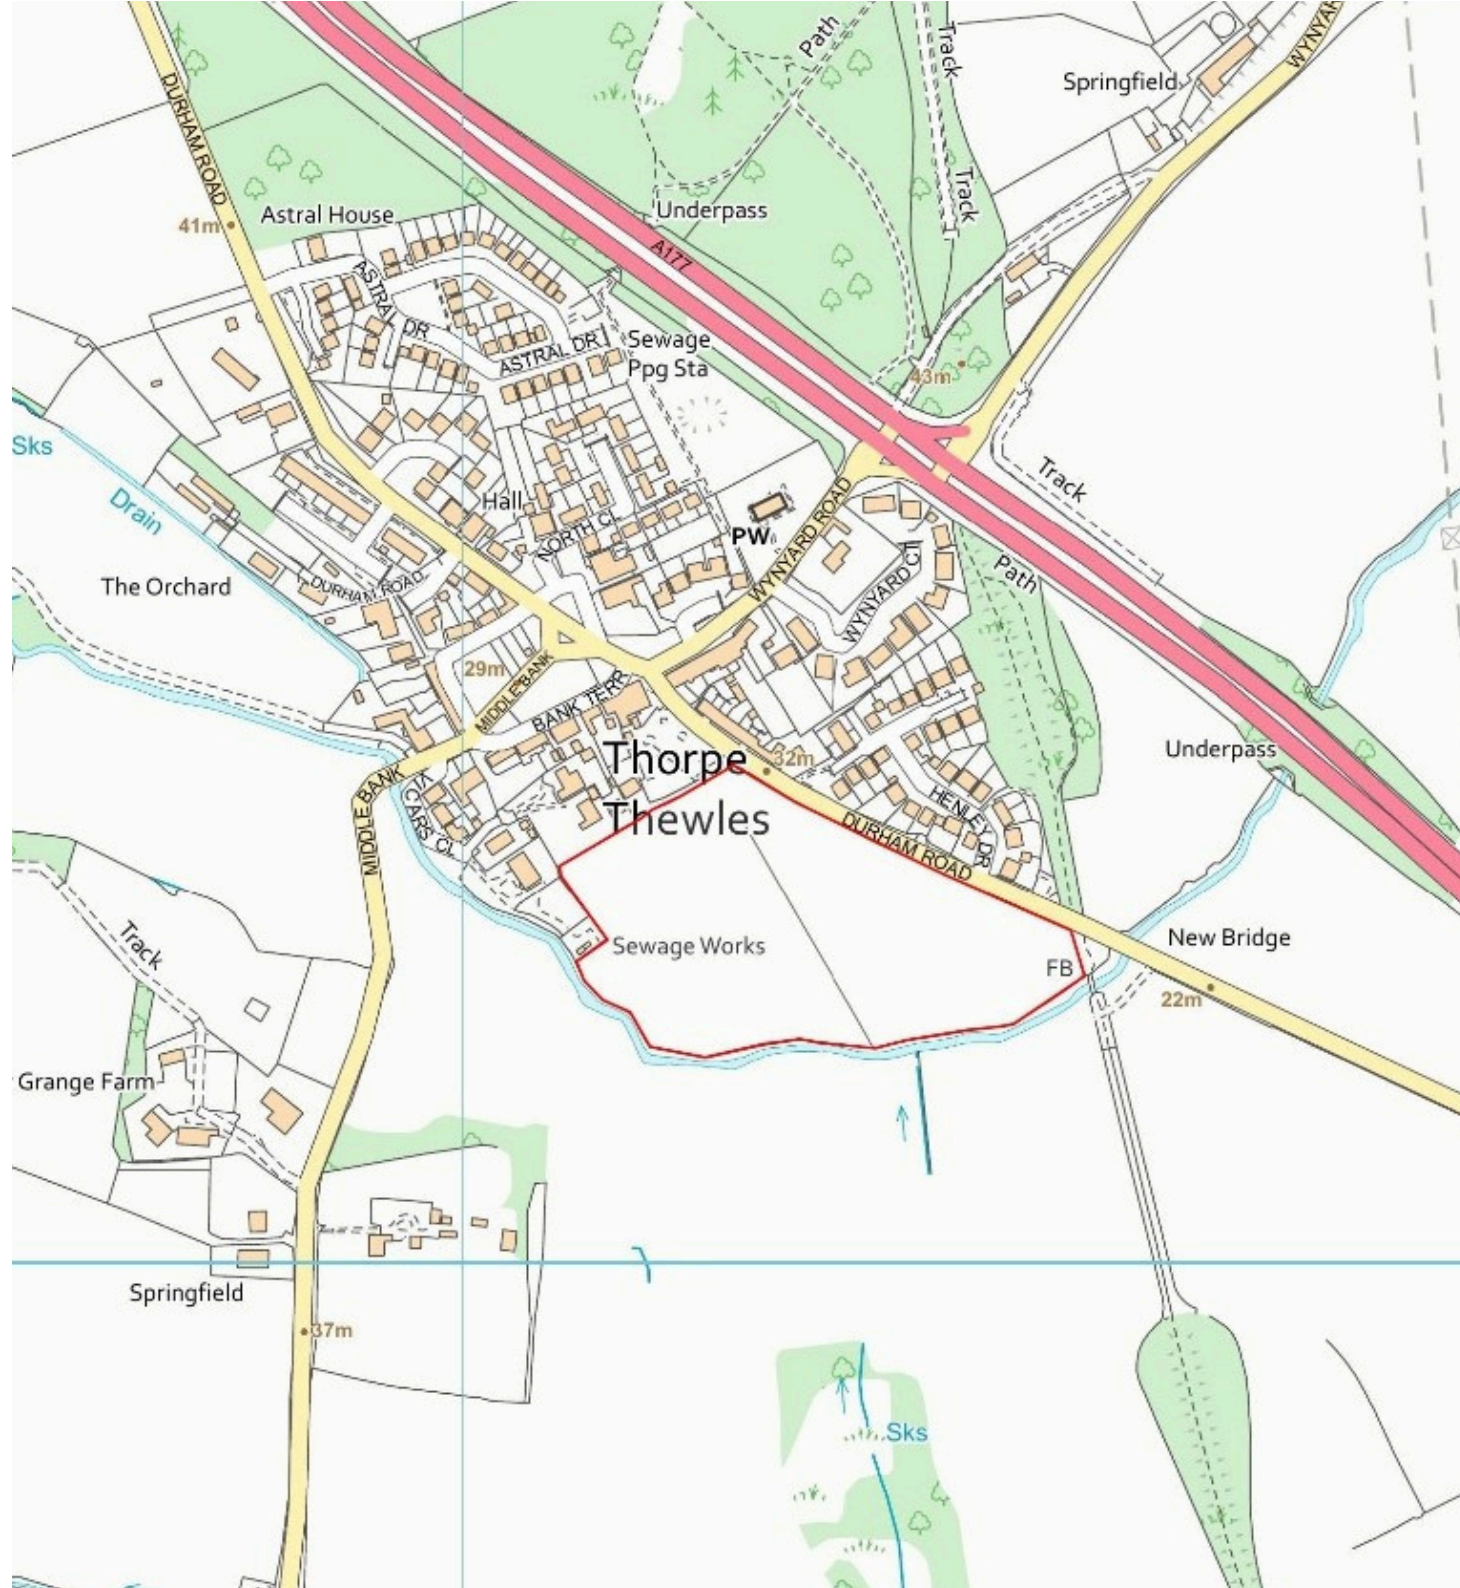 Path
Track
WYNYAR
Springfield
DURHAM ROAD
Track
41m
Astral House
Underpass
A177
ASTRAL DR
ASTRAL DR
Sewage
Ppg Sta
43m
Sks
Drain
Hall
Track
NORTH CL
PW
WYNYARD ROAD
WYNYARD CT
Path
The Orchard
DURHAM ROAD
29m
MIDDLE BANK
BANK TERR
Thorpe
Thewles
32m
Underpass
MIDDLE BANK
CARS CL
HENLEY DR
DURHAM ROAD
Track
Sewage Works
FB
New Bridge
22m
Grange Farm
Springfield
37m
Sks